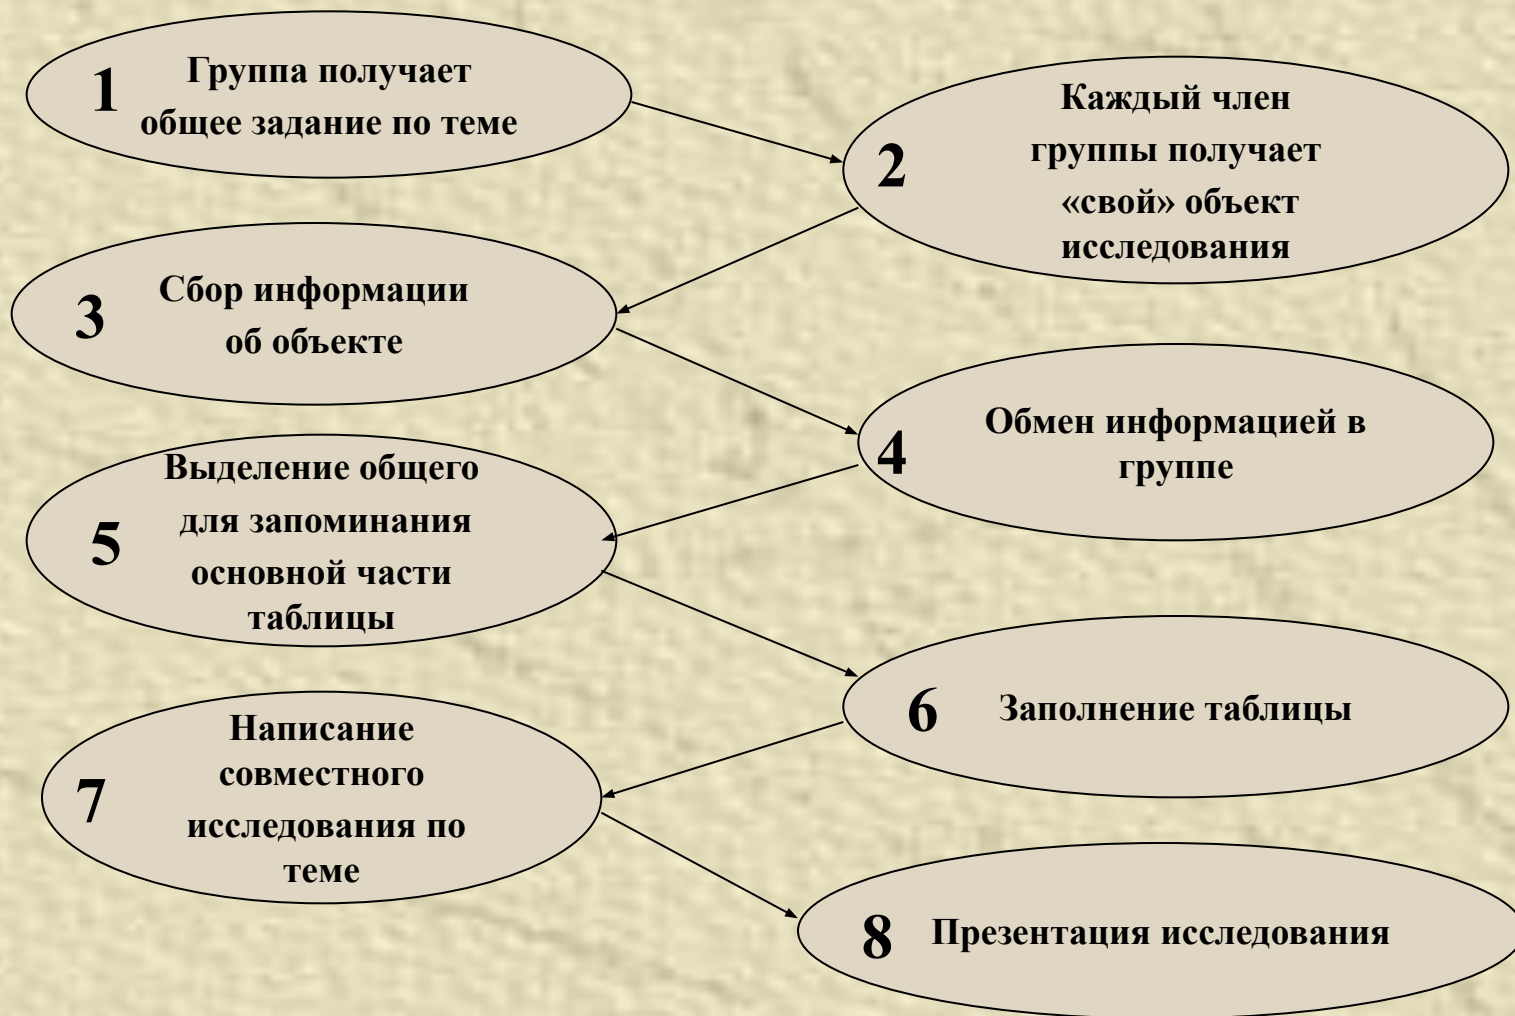 1
Группа получает
общее задание по теме
2
Каждый член
группы получает
«свой» объект
исследования
3
Сбор информации
об объекте
4
Обмен информацией в
группе
5
Выделение общего
для запоминания
основной части
таблицы
6
Заполнение таблицы
7
Написание
совместного
исследования по
теме
8
Презентация исследования